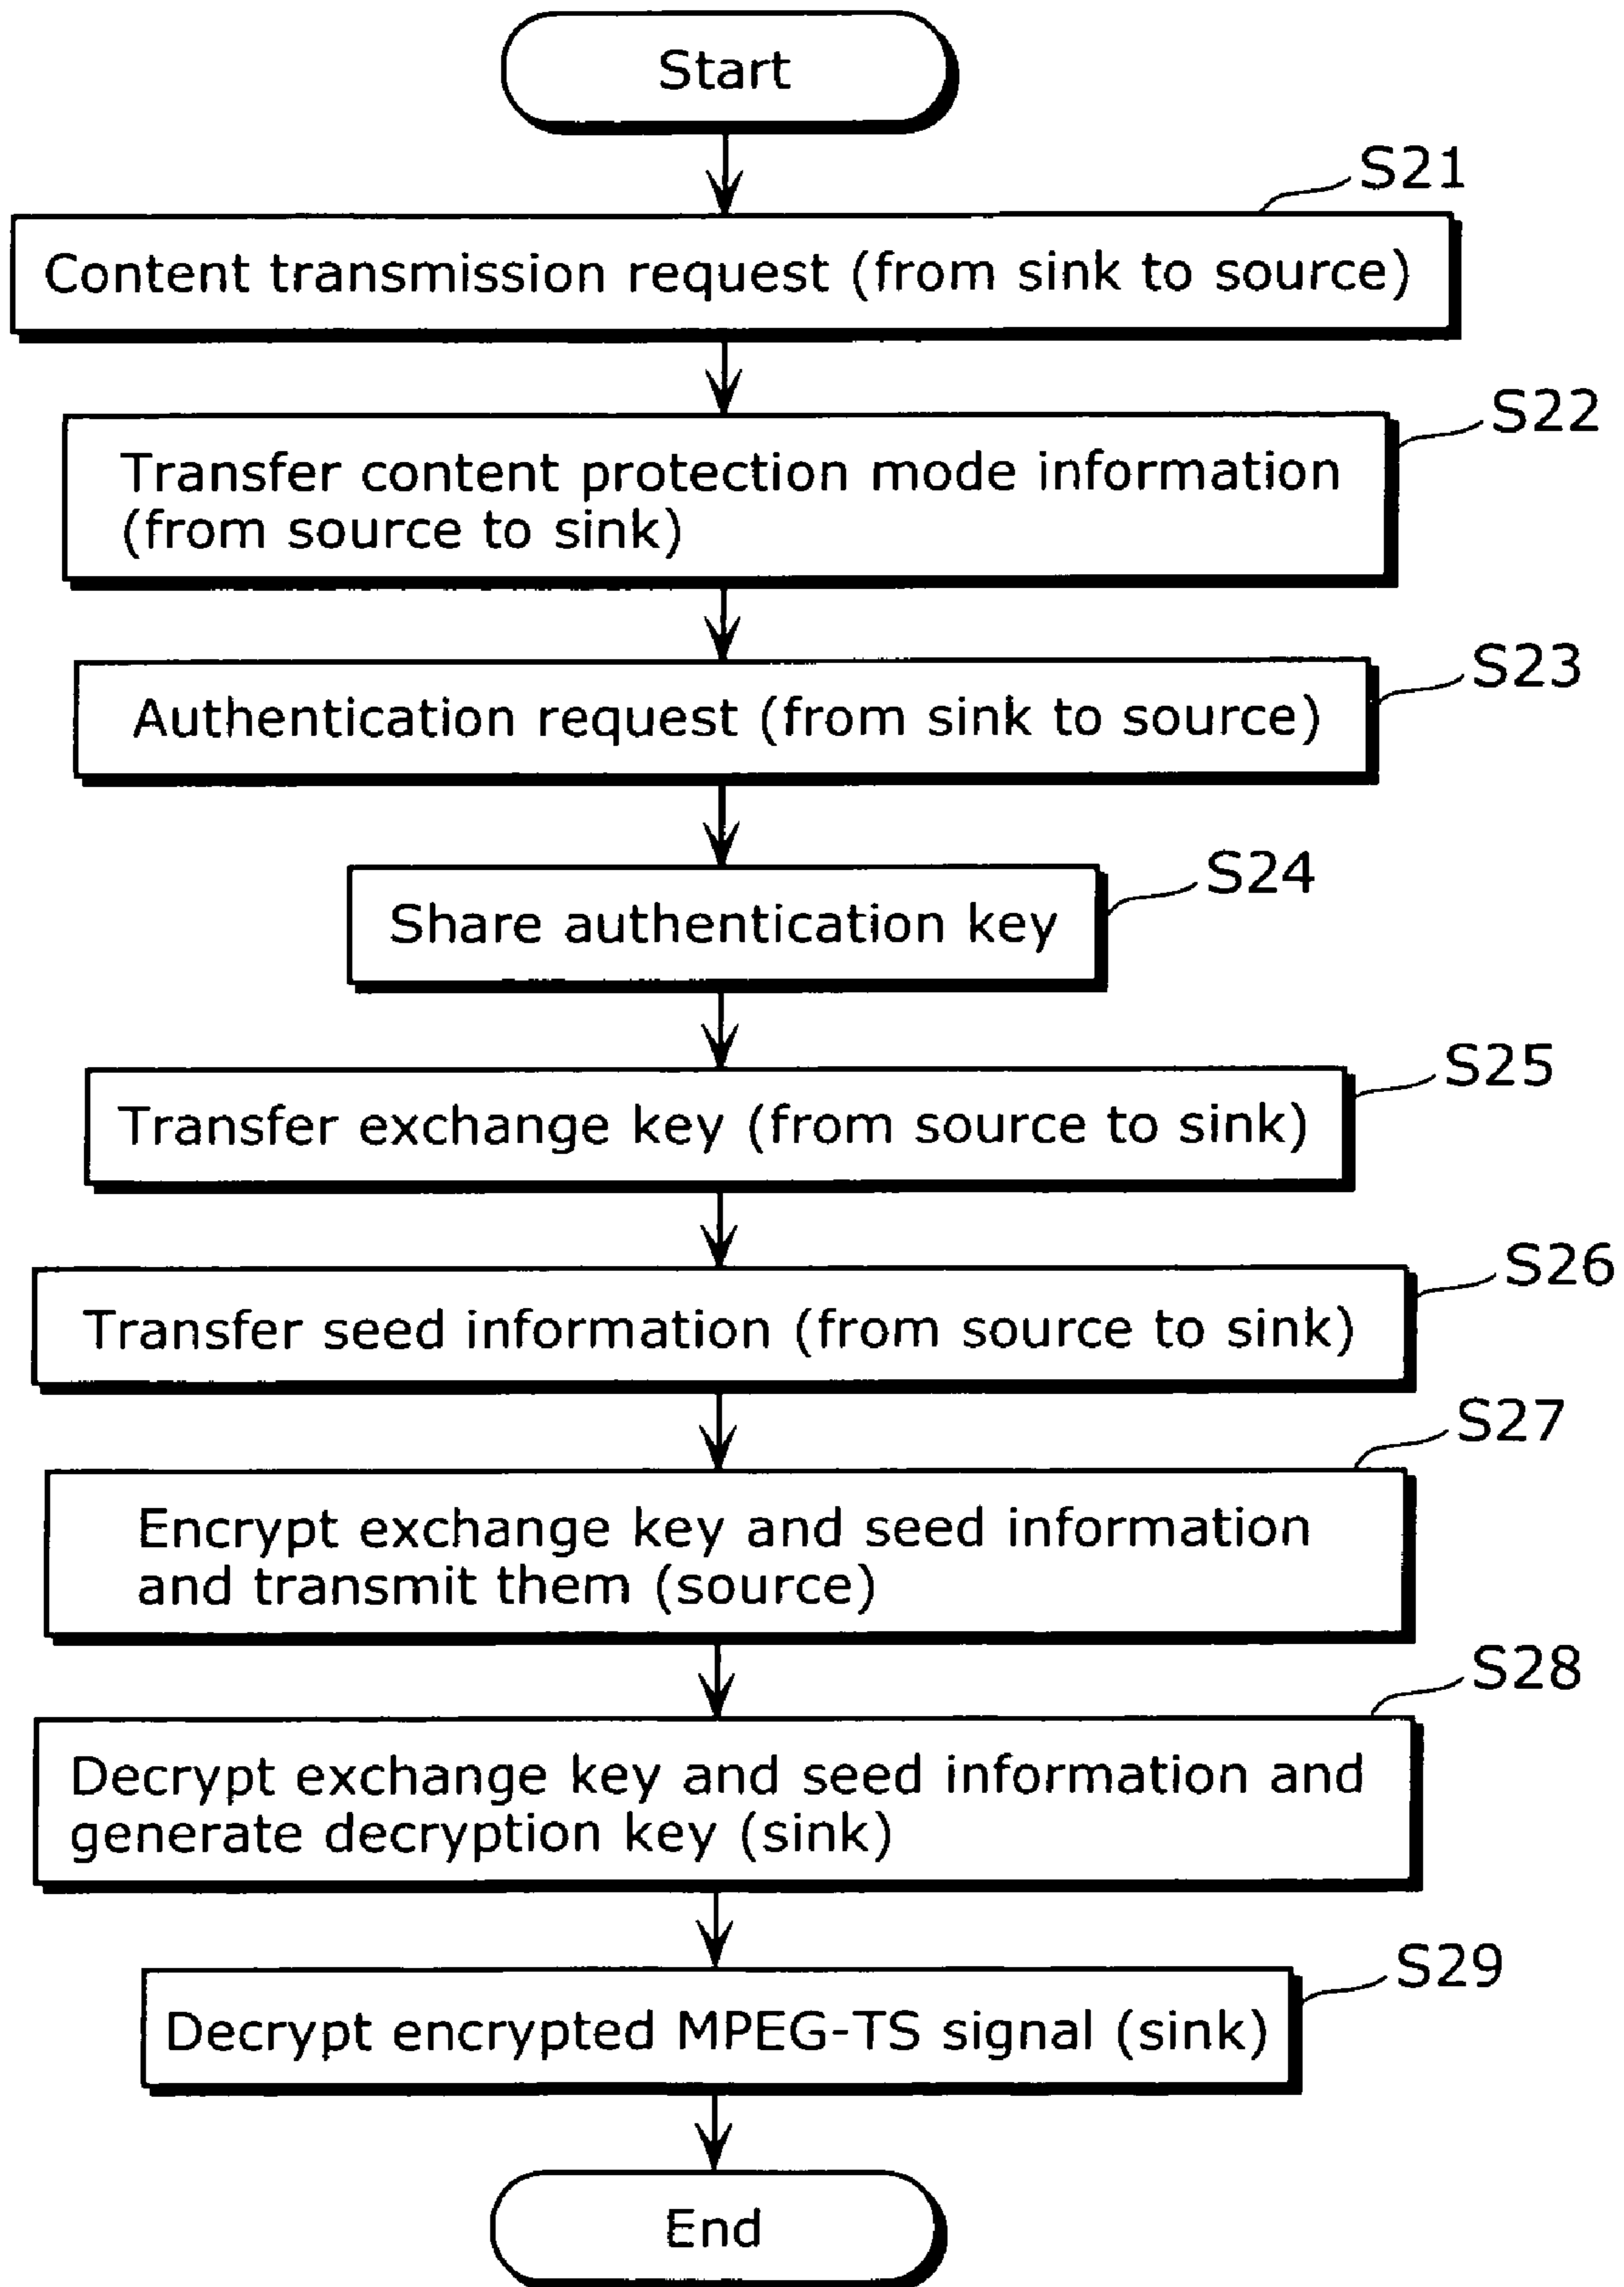 Start
S21
Content transmission request (from sink to source)
S22
Transfer content protection mode information
(from source to sink)
S23
Authentication request (from sink to source)
S24
Share authentication key
S25
Transfer exchange key (from source to sink)
S26
Transfer seed information (from source to sink)
S27
Encrypt exchange key and seed information
and transmit them (source)
S28
Decrypt exchange key and seed information and
generate decryption key (sink)
S29
Decrypt encrypted MPEG-TS signal (sink)
End